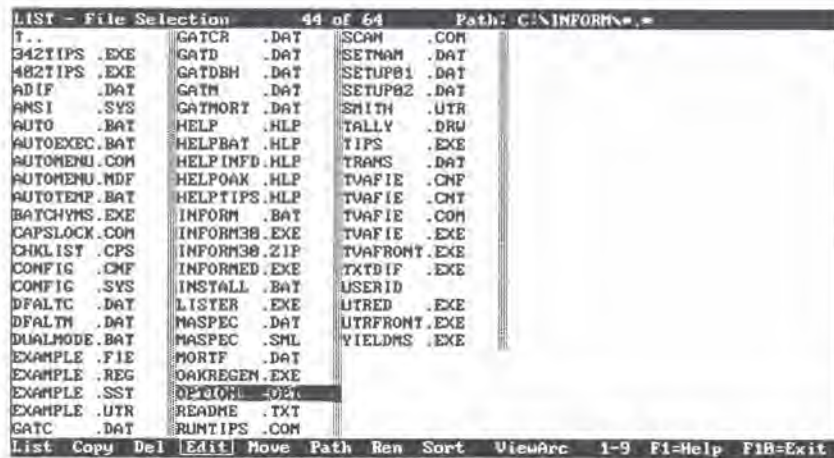 LIST - File Selection 44 of 64 Path: C:\INFORM\*.*
↑.. GATCR .DAT SCAN .COM
342TIPS .EXE GATD .DAT SETNAM .DAT
482TIPS .EXE GATDBH .DAT SETUP01 .DAT
ADIF .DAT GATM .DAT SETUP02 .DAT
ANSI .SYS GATMORT .DAT SMITH .UTR
AUTO .BAT HELP .HLP TALLY .DRW
AUTOEXEC.BAT HELPBAT .HLP TIPS .EXE
AUTOMENU.COM HELPINFD.HLP TRANS .DAT
AUTOMENU.MDF HELPOAK .HLP TVAFIE .CNF
AUTOTEMP.BAT HELPTIPS.HLP TVAFIE .CNT
BATCHYMS.EXE INFORM .BAT TVAFIE .COM
CAPSLOCK.COM INFORM30.EXE TVAFIE .EXE
CHKLIST .CPS INFORM30.ZIP TVAFRONT.EXE
CONFIG .CNF INFORMED.EXE TXTDIF .EXE
CONFIG .SYS INSTALL .BAT USERID
DFALTC .DAT LISTER .EXE UTRED .EXE
DFALTM .DAT MASPEC .DAT UTRFRONT.EXE
DUALMODE.BAT MASPEC .SML YIELDMS .EXE
EXAMPLE .FIE MORTF .DAT
EXAMPLE .REG OAKREGEN.EXE
EXAMPLE .SST OPTION .OPT
EXAMPLE .UTR README .TXT
GATC .DAT RUNTIPS .COM
List Copy Del Edit Move Path Ren Sort ViewArc 1-9 F1=Help F10=Exit